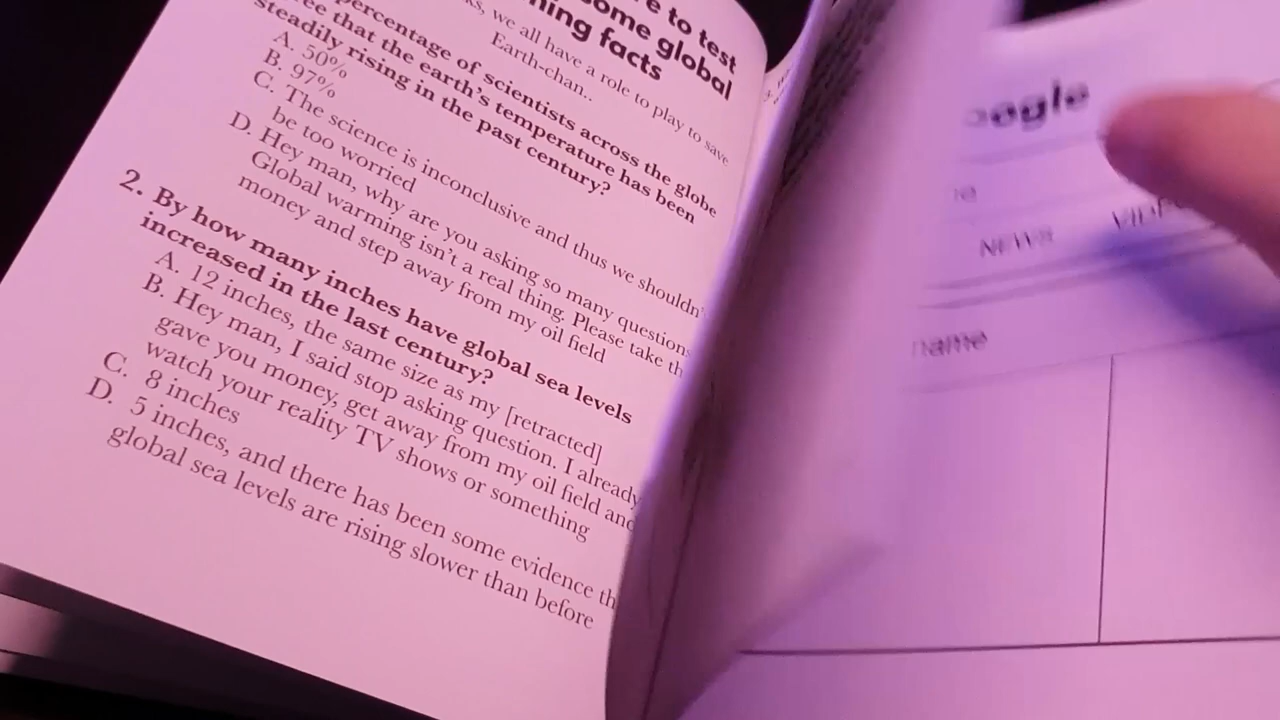 e to test
some global
ning facts
ks, we all have a role to play to save
Earth-chan..
percentage of scientists across the globe
ree that the earth's temperature has been
steadily rising in the past century?
A. 50%
B. 97%
C. The science is inconclusive and thus we shouldn'
be too worried
D. Hey man, why are you asking so many questions
Global warming isn't a real thing. Please take th
money and step away from my oil field
2. By how many inches have global sea levels
increased in the last century?
A. 12 inches, the same size as my [retracted]
B. Hey man, I said stop asking question. I already
gave you money, get away from my oil field and
watch your reality TV shows or something
C. 8 inches
D. 5 inches, and there has been some evidence th
global sea levels are rising slower than before
oogle
NEWS
name